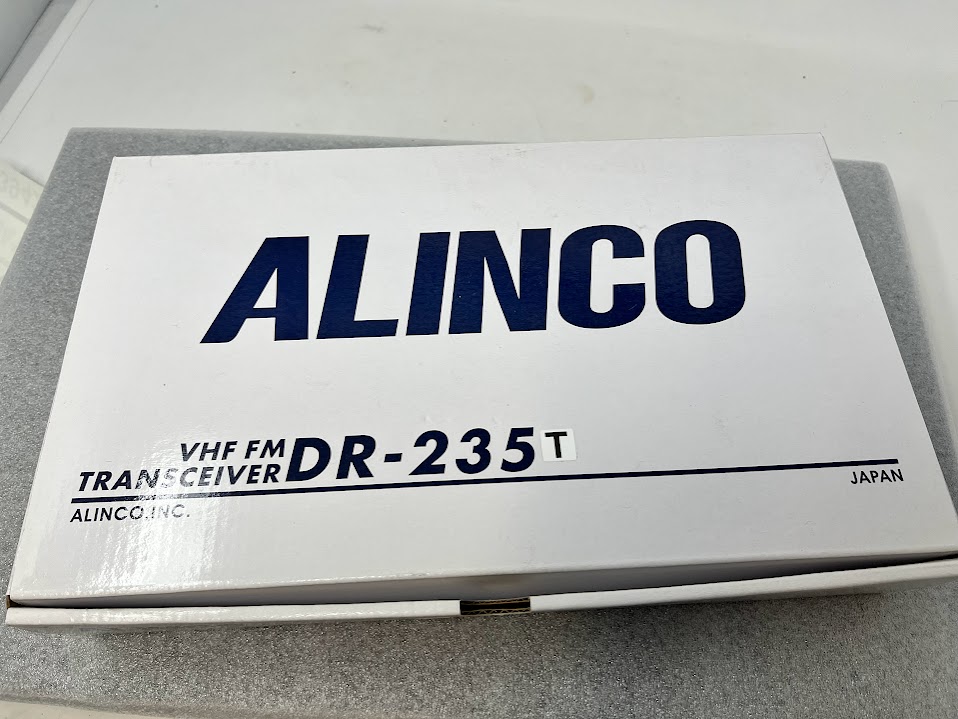 ALINCO
VHF FM
TRANSCEIVER DR-235 T
JAPAN
ALINCO.INC.